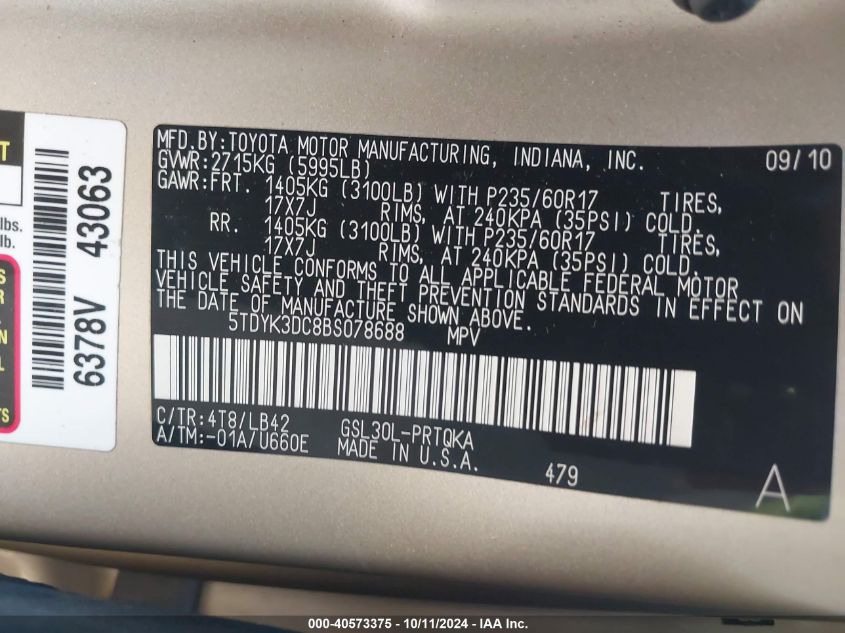 T
lbs.
lb.
S
R
N
L
TS
6378V 43063
MFD.BY:TOYOTA MOTOR MANUFACTURING, INDIANA, INC. 09/10
GVWR:2715KG (5995LB)
GAWR:FRT. 1405KG (3100LB) WITH P235/60R17 TIRES,
17X7J RIMS, AT 240KPA (35PSI) COLD.
RR. 1405KG (3100LB) WITH P235/60R17 TIRES,
17X7J RIMS, AT 240KPA (35PSI) COLD.
THIS VEHICLE CONFORMS TO ALL APPLICABLE FEDERAL MOTOR
VEHICLE SAFETY AND THEFT PREVENTION STANDARDS IN EFFECT ON
THE DATE OF MANUFACTURE SHOWN ABOVE.
5TDYK3DC8BS078688 MPV
C/TR:4T8/LB42 GSL30L-PRTQKA
A/TM:-01A/U660E MADE IN U.S.A.
479 A
000-40573375 - 10/11/2024 - IAA Inc.